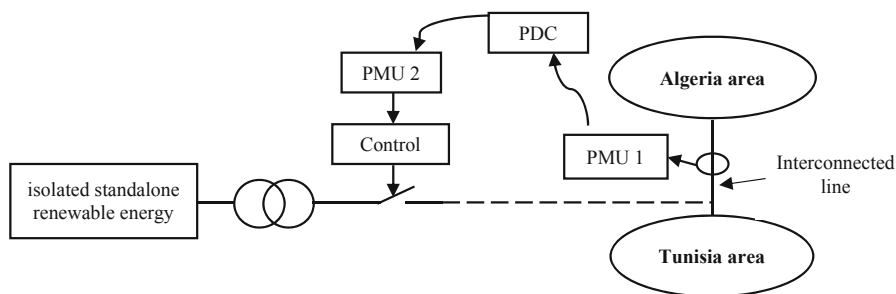 PDC
PMU 2
Algeria area
Control
PMU 1
Interconnected
line
isolated standalone
renewable energy
Tunisia area